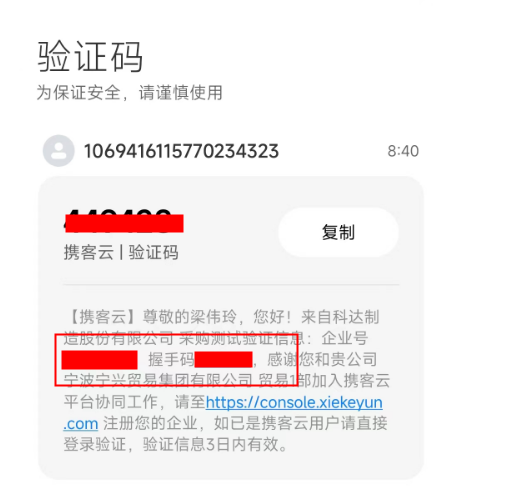 验证码
为保证安全，请谨慎使用
1069416115770234323
8:40
复制
携客云 | 验证码
【携客云】尊敬的梁伟玲，您好！来自科达制
造股份有限公司 采购测试验证信息：企业号
握手码 ，感谢您和贵公司
宁波宁兴贸易集团有限公司 贸易1部加入携客云
平台协同工作，请至https://console.xiekeyun
.com 注册您的企业，如已是携客云用户请直接
登录验证，验证信息3日内有效。